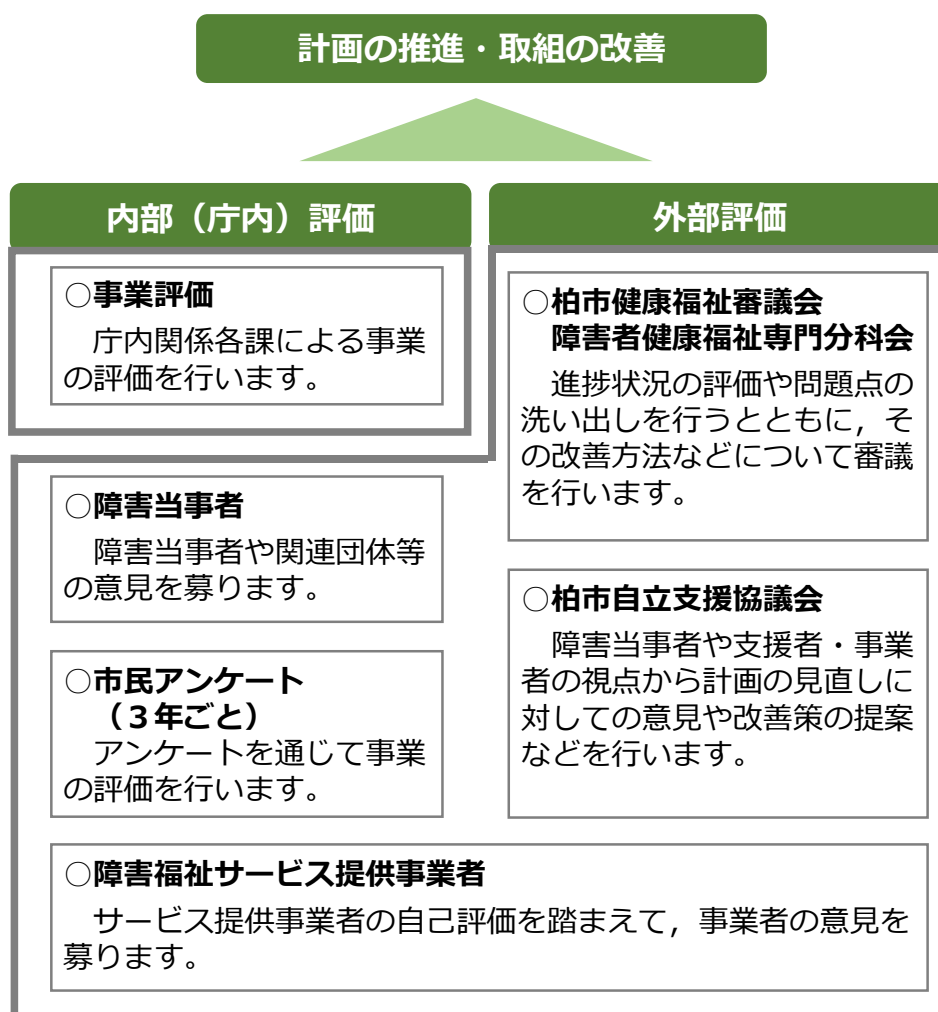 計画の推進・取組の改善
内部（庁内）評価
○事業評価
庁内関係各課による事業
の評価を行います。
外部評価
○柏市健康福祉審議会
障害者健康福祉専門分科会
進捗状況の評価や問題点の
洗い出しを行うとともに，そ
の改善方法などについて審議
を行います。
○障害当事者
障害当事者や関連団体等
の意見を募ります。
○柏市自立支援協議会
障害当事者や支援者・事業
者の視点から計画の見直しに
対しての意見や改善策の提案
などを行います。
○市民アンケート
（３年ごと）
アンケートを通じて事業
の評価を行います。
○障害福祉サービス提供事業者
サービス提供事業者の自己評価を踏まえて，事業者の意見を
募ります。